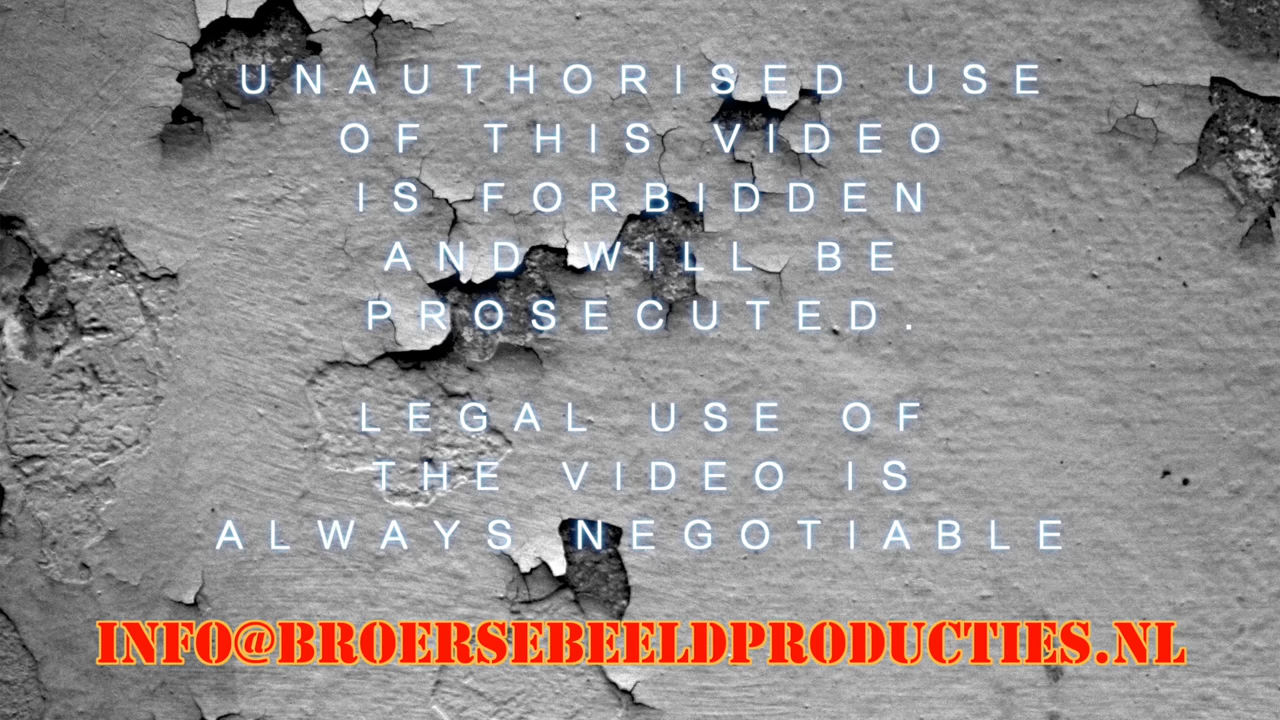 UNAUTHORISED USE
OF THIS VIDEO
IS FORBIDDEN
AND WILL BE
PROSECUTED.
LEGAL USE OF
THE VIDEO IS
ALWAYS NEGOTIABLE
INFO@BROERSEBEELDPRODUCTIES.NL